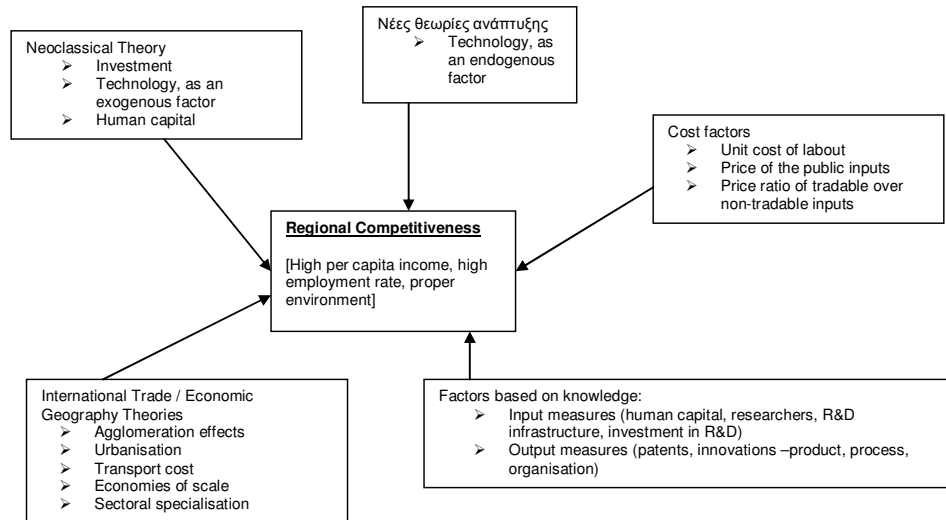 Neoclassical Theory
➢ Investment
➢ Technology, as an
exogenous factor
➢ Human capital
Νέες θεωρίες ανάπτυξης
➢ Technology, as
an endogenous
factor
Cost factors
➢ Unit cost of labout
➢ Price of the public inputs
➢ Price ratio of tradable over
non-tradable inputs
Regional Competitiveness
[High per capita income, high
employment rate, proper
environment]
International Trade / Economic
Geography Theories
➢ Agglomeration effects
➢ Urbanisation
➢ Transport cost
➢ Economies of scale
➢ Sectoral specialisation
Factors based on knowledge:
➢ Input measures (human capital, researchers, R&D
infrastructure, investment in R&D)
➢ Output measures (patents, innovations –product, process,
organisation)